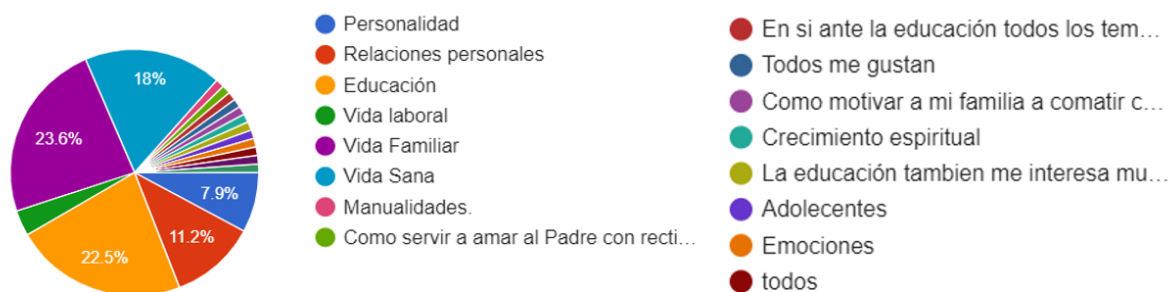 18%
23.6%
7.9%
11.2%
22.5%
Personalidad
Relaciones personales
Educación
Vida laboral
Vida Familiar
Vida Sana
Manualidades.
Como servir a amar al Padre con recti…
En si ante la educación todos los tem…
Todos me gustan
Como motivar a mi familia a comatir c…
Crecimiento espiritual
La educación tambien me interesa mu…
Adolecentes
Emociones
todos